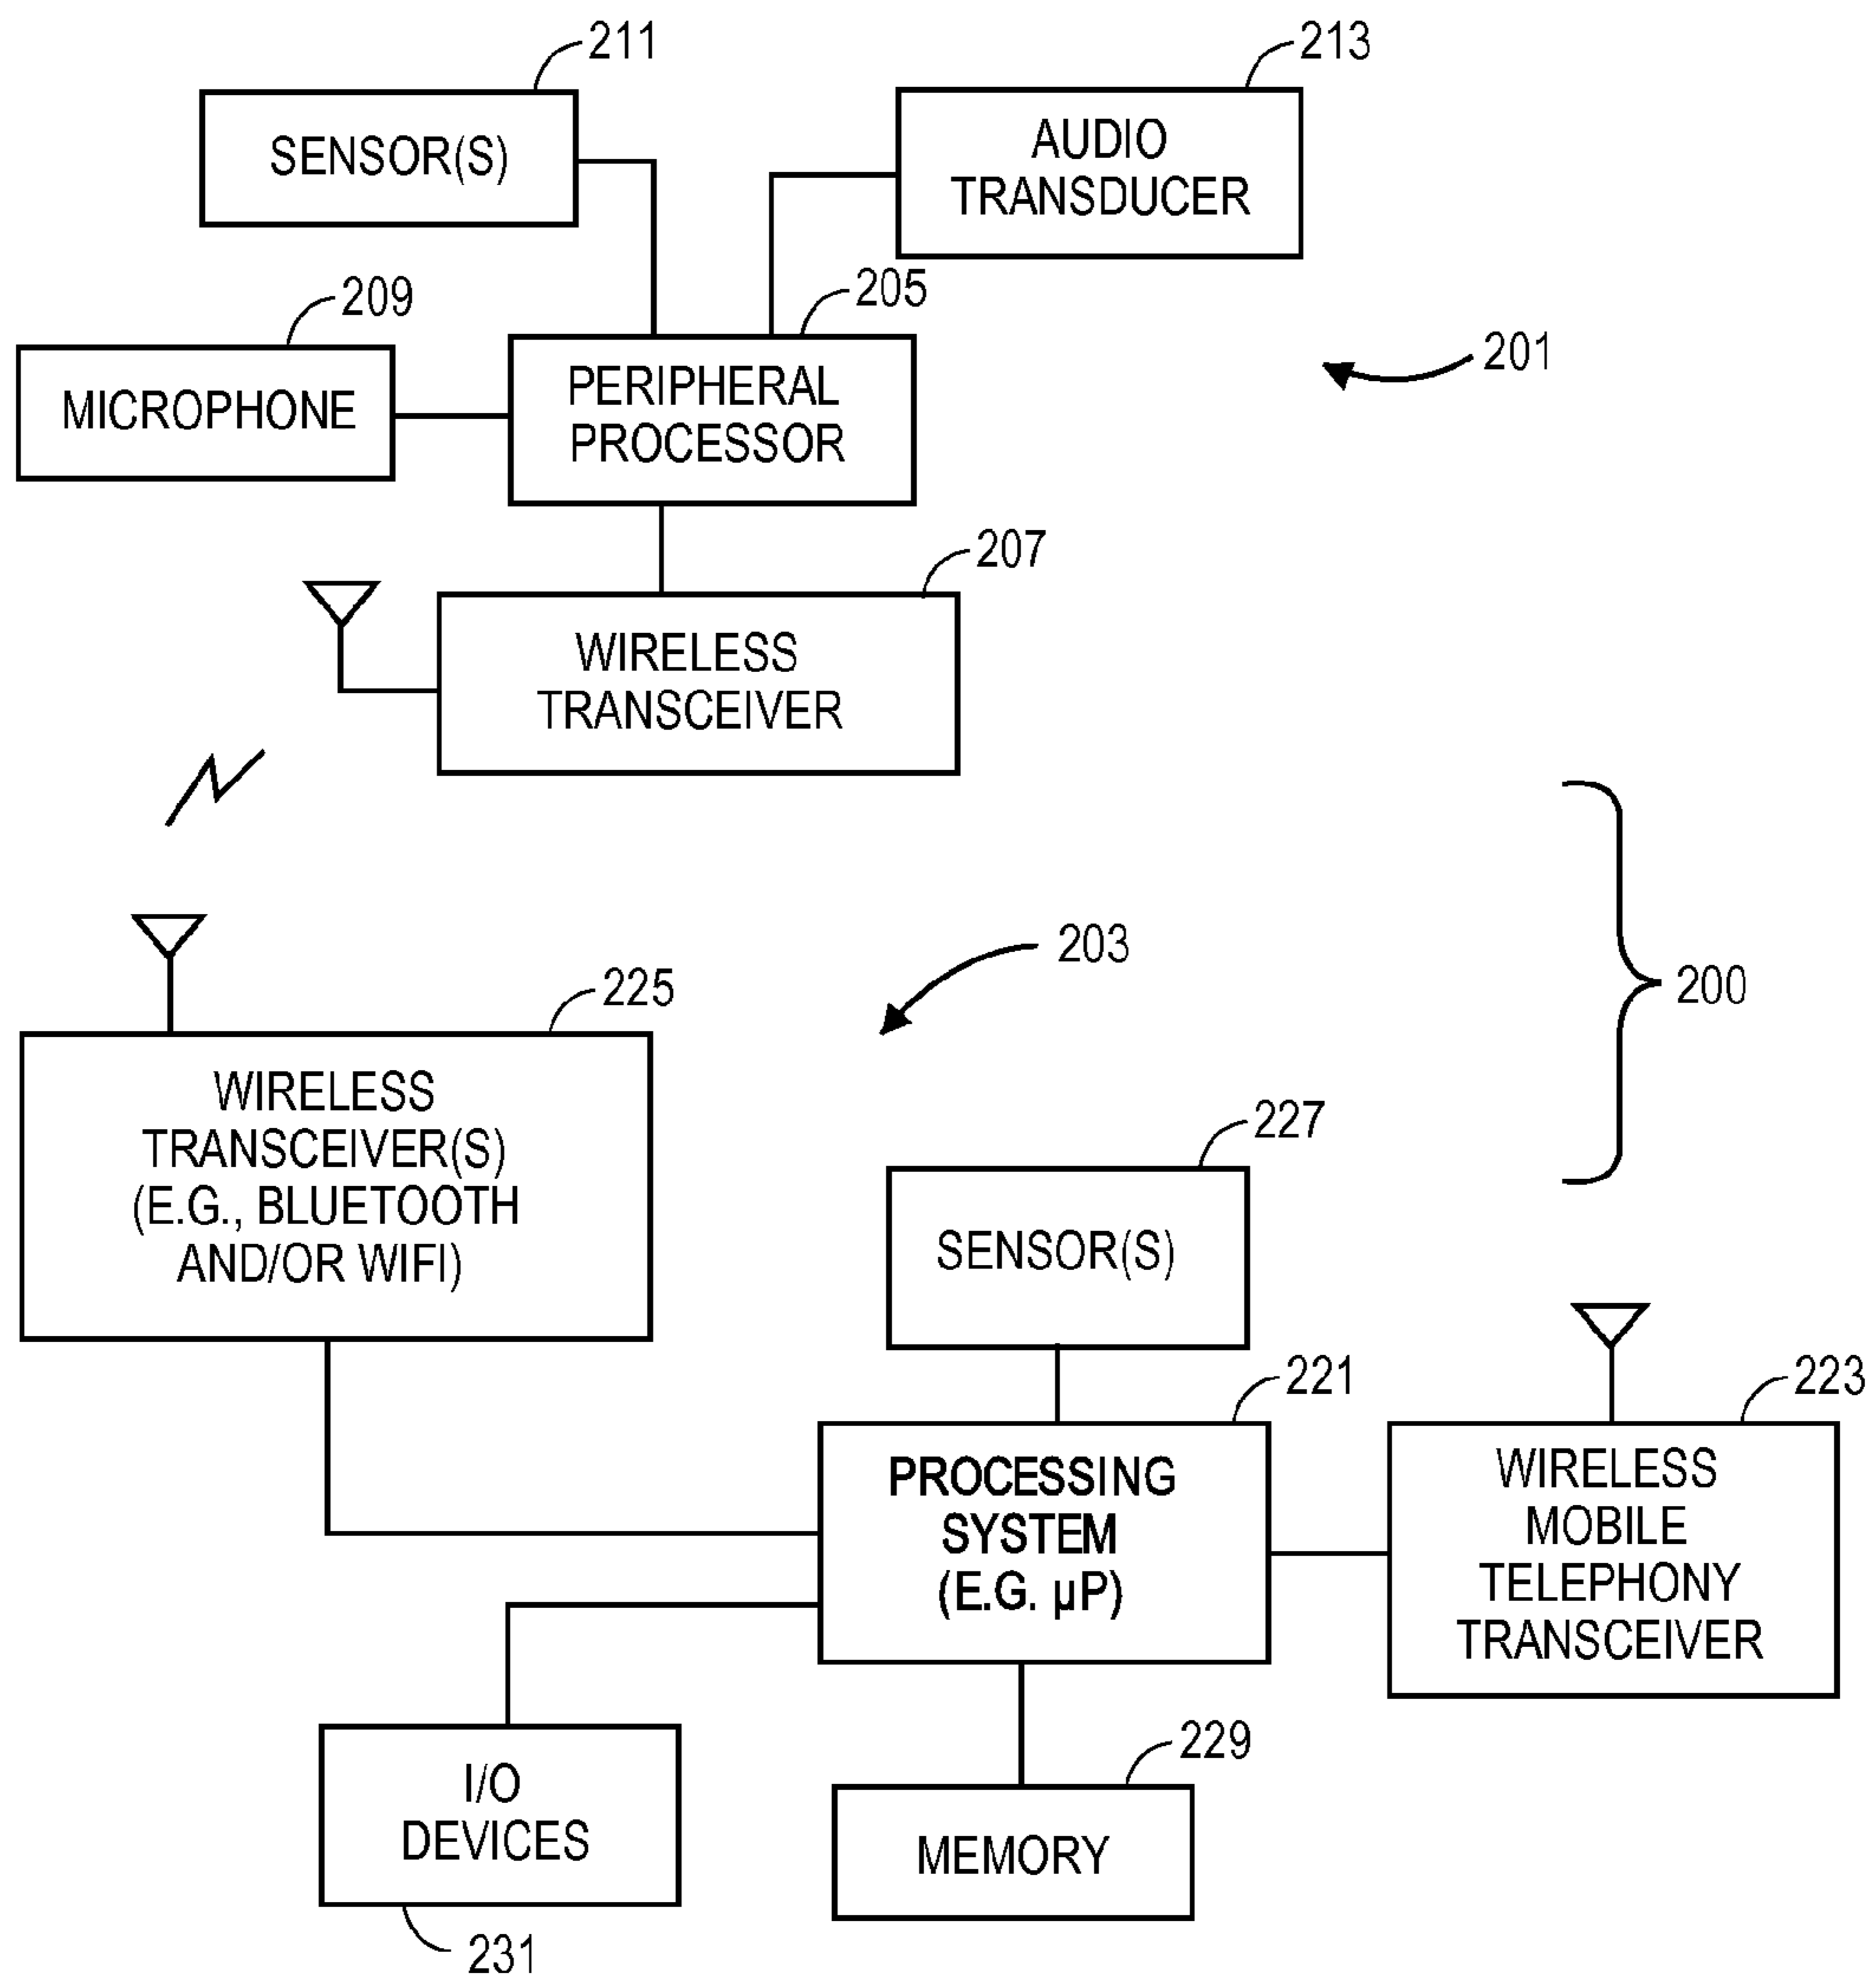 211
SENSOR(S)
213
AUDIO
TRANSDUCER
209
MICROPHONE
205
PERIPHERAL
PROCESSOR
201
207
WIRELESS
TRANSCEIVER
200
203
225
WIRELESS
TRANSCEIVER(S)
(E.G., BLUETOOTH
AND/OR WIFI)
227
SENSOR(S)
221
PROCESSING
SYSTEM
(E.G. µP)
223
WIRELESS
MOBILE
TELEPHONY
TRANSCEIVER
I/O
DEVICES
231
229
MEMORY